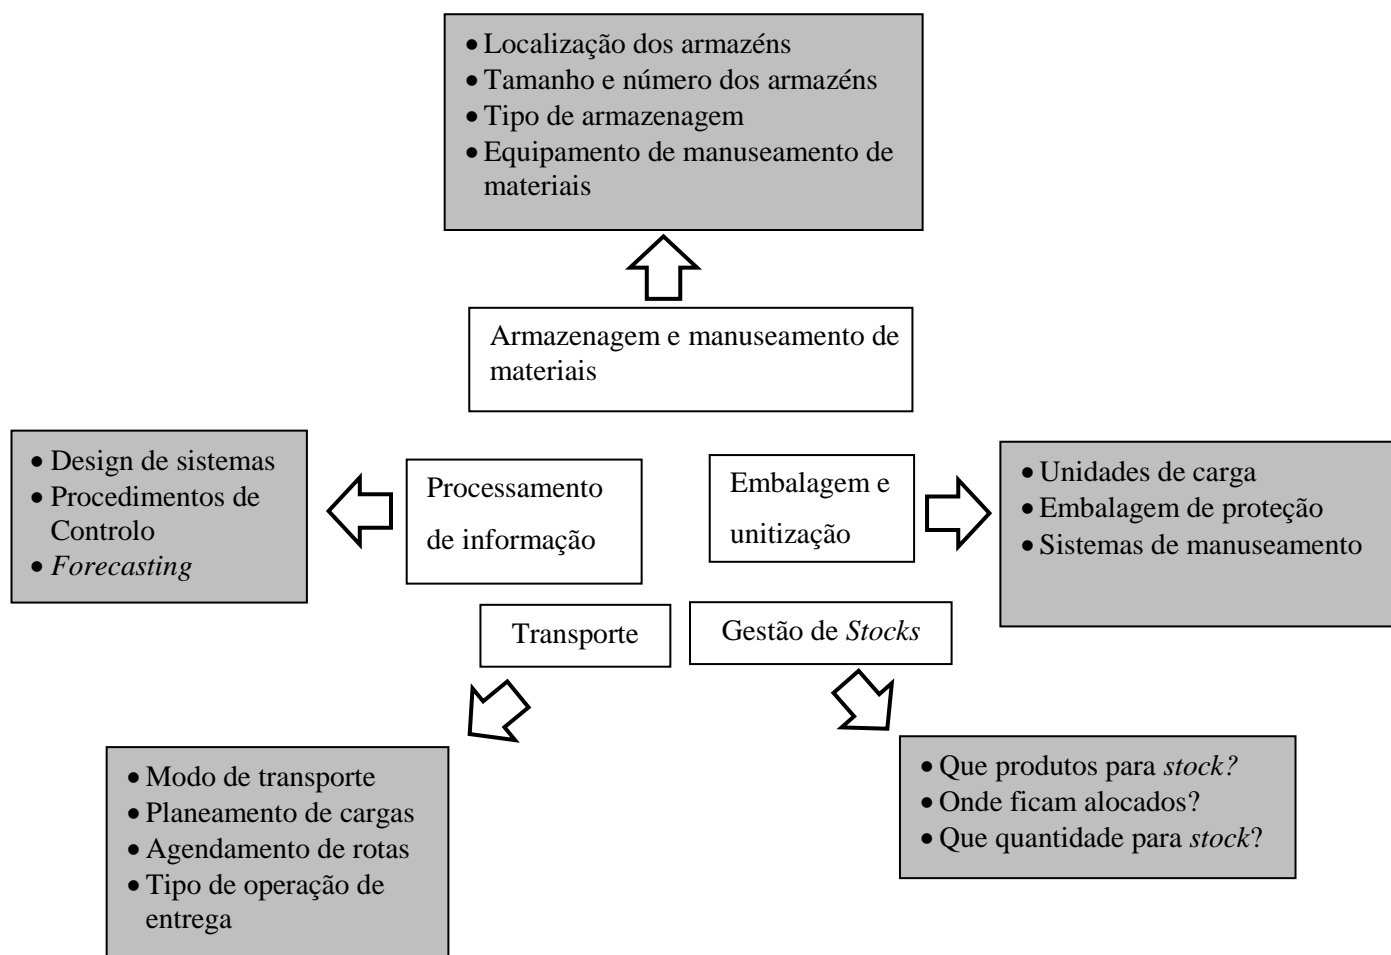 • Localização dos armazéns
• Tamanho e número dos armazéns
• Tipo de armazenagem
• Equipamento de manuseamento de
materiais
Armazenagem e manuseamento de
materiais
• Design de sistemas
• Procedimentos de
Controlo
• Forecasting
Processamento
de informação
Embalagem e
unitização
• Unidades de carga
• Embalagem de proteção
• Sistemas de manuseamento
Transporte
Gestão de Stocks
• Modo de transporte
• Planeamento de cargas
• Agendamento de rotas
• Tipo de operação de
entrega
• Que produtos para stock?
• Onde ficam alocados?
• Que quantidade para stock?